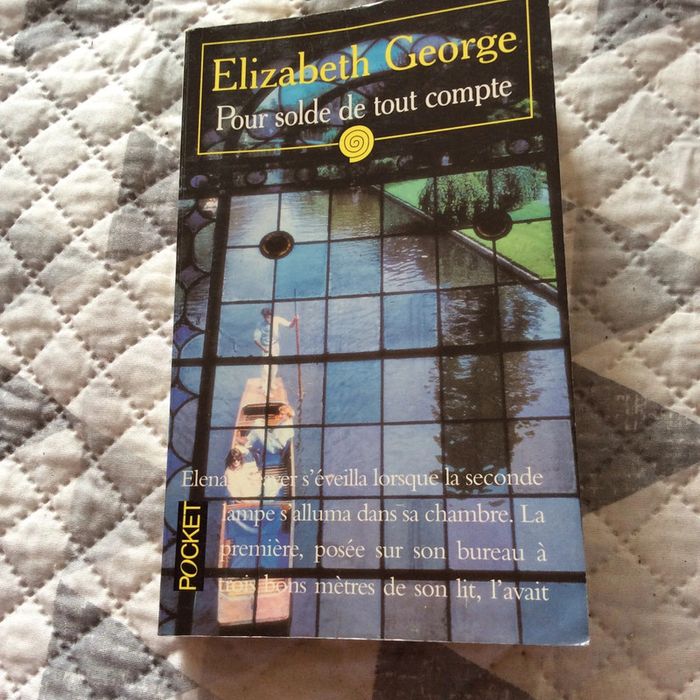 Elizabeth George
Pour solde de tout compte
Elena Weaver s'éveilla lorsque la seconde
lampe s'alluma dans sa chambre. La
première, posée sur son bureau à
trois bons mètres de son lit, l'avait
POCKET